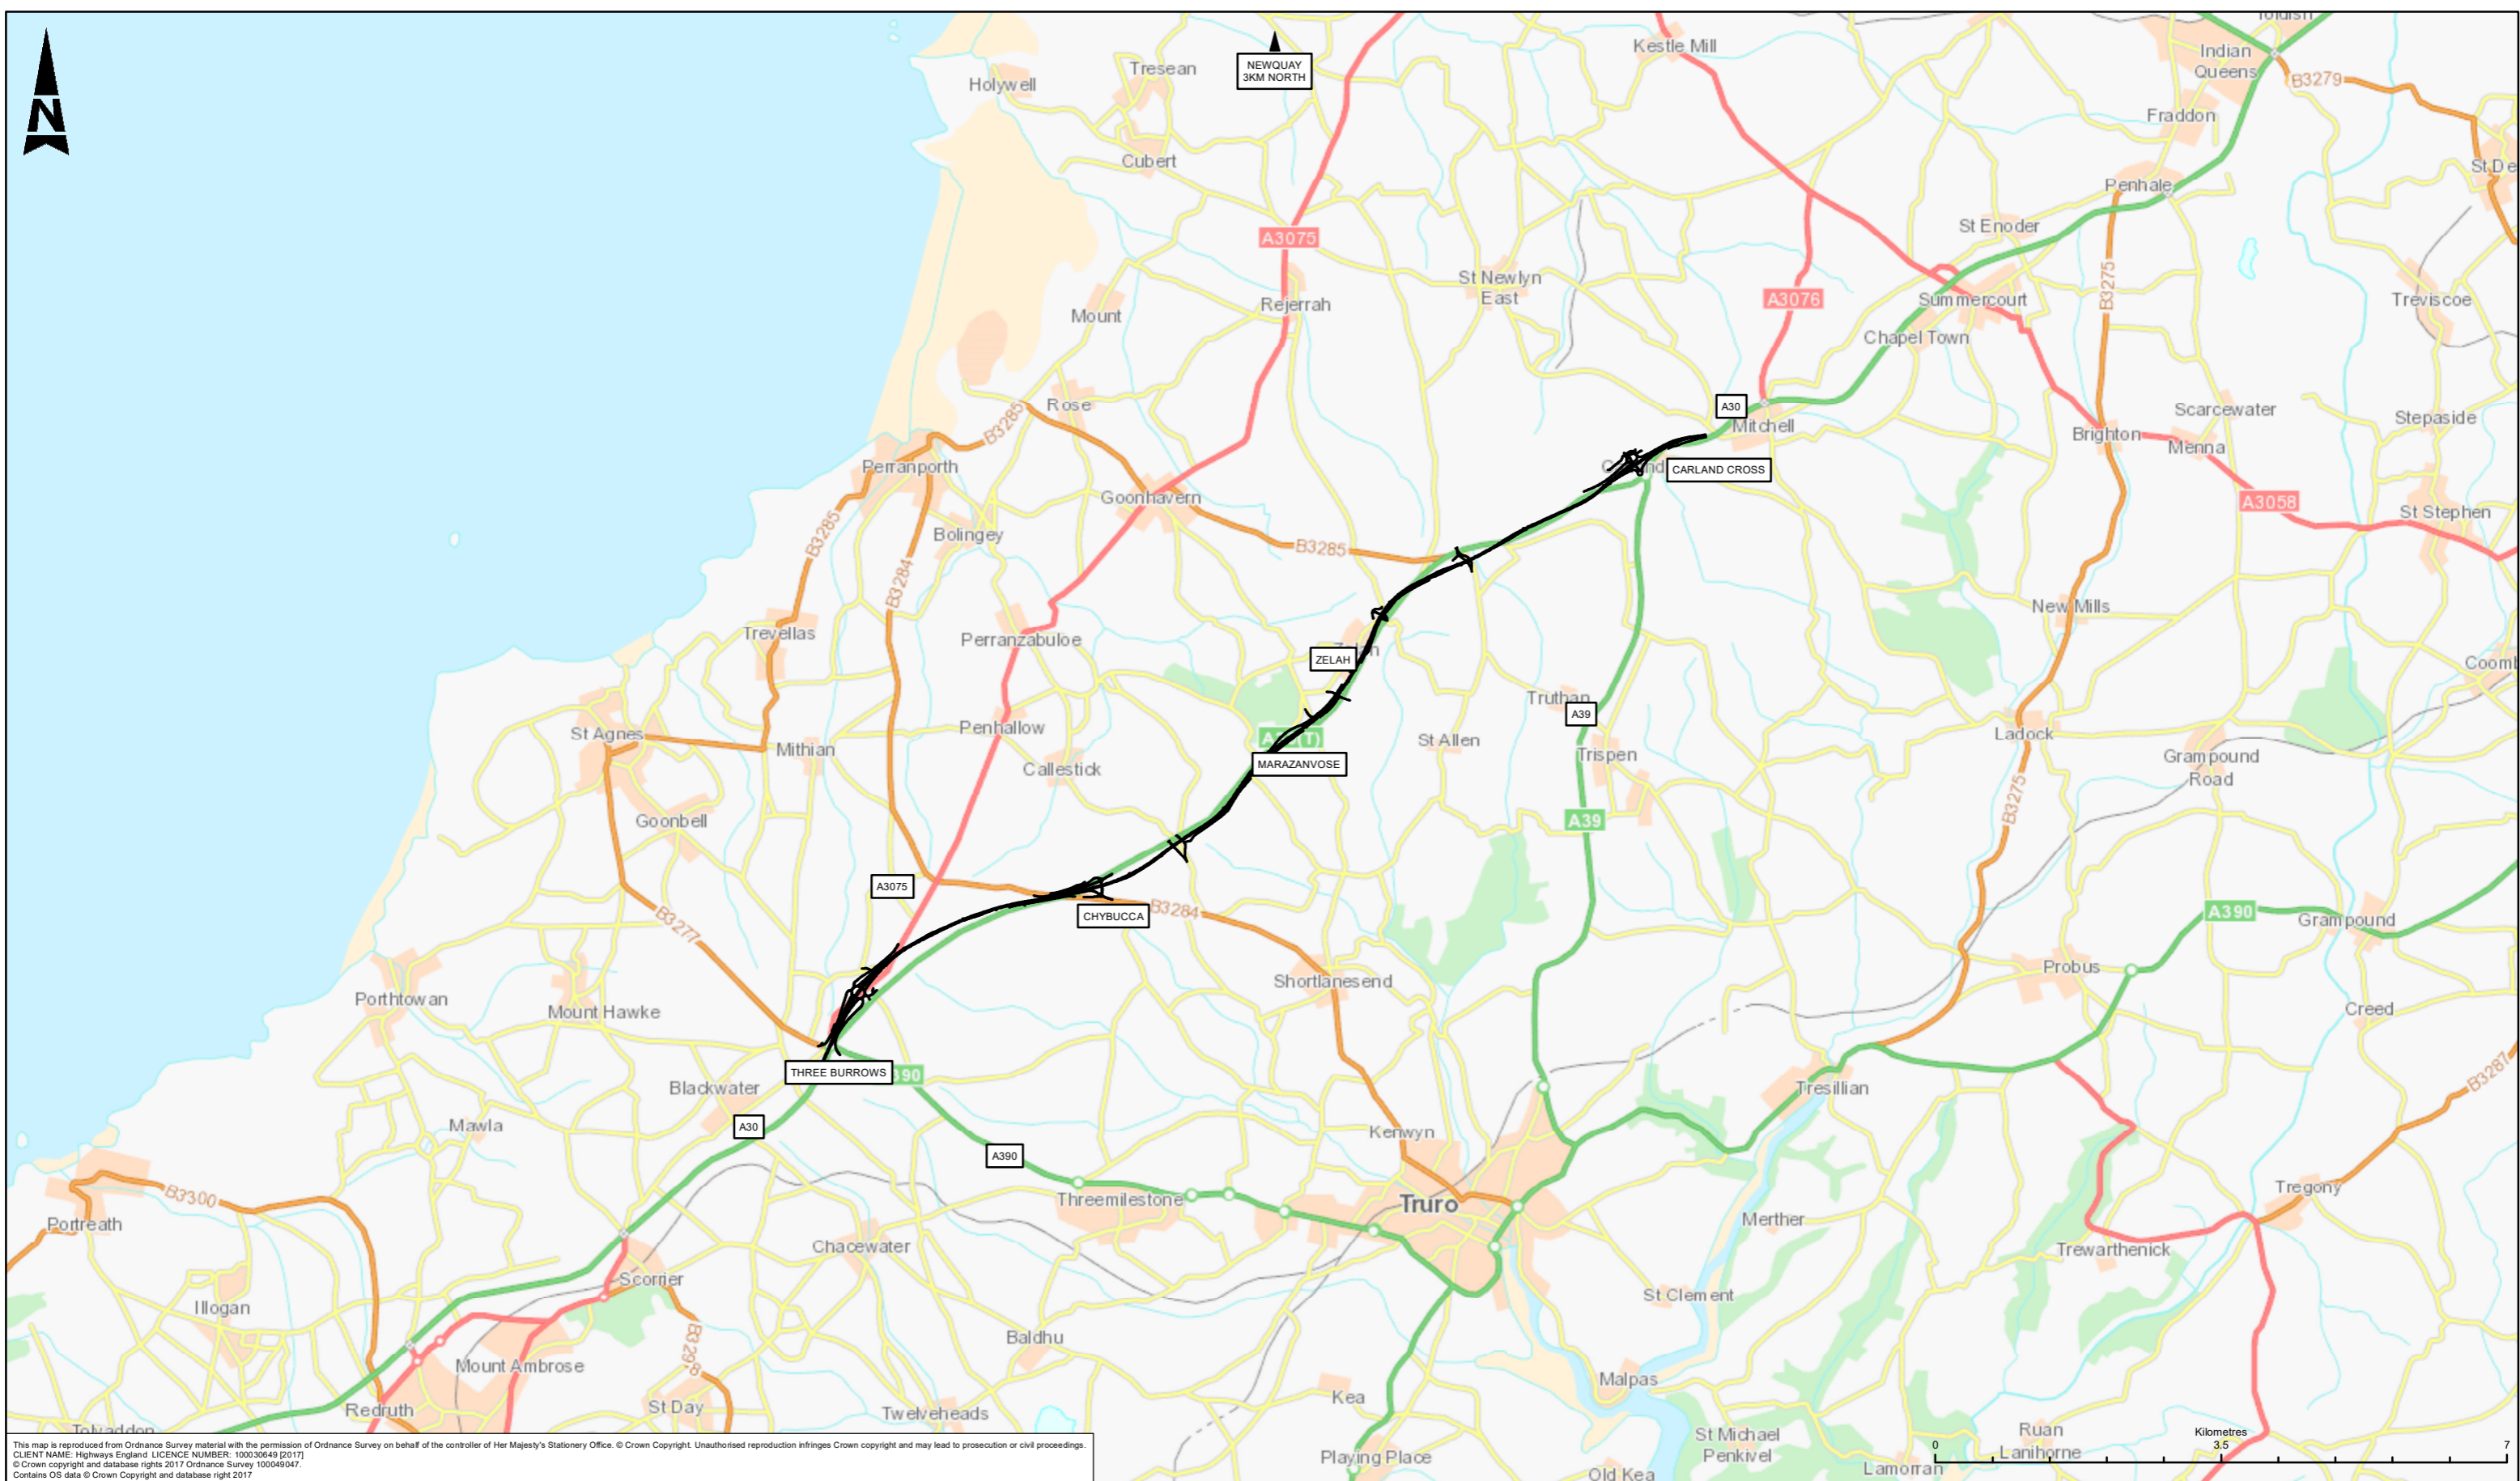 N
NEWQUAY
3KM NORTH
Toldish
Kestle Mill
Indian
Queens
B3279
Holywell
Tresean
Fraddon
Cubert
St De
Penhale
St Enoder
A3075
St Newlyn
East
A3076
Summercourt
B3275
Treviscoe
Mount
Rejerrah
Chapel Town
B3285
Rose
A30
Mitchell
Scarcewater
Stepaside
Brighton
Menna
Perranporth
CARLAND CROSS
Goonhavern
A3058
St Stephen
B3285
Bolingey
B3285
B3284
New Mills
Trevellas
Perranzabuloe
ZELAH
Coomb
Truthan
A39
St Agnes
Mithian
Penhallow
St Allen
Trispen
Ladock
Grampound
Road
MARAZANVOSE
Callestick
B3275
Goonbell
A39
A3075
CHYBUCCA
B3284
A390
Grampound
B3277
Probus
Shortlanesend
Porthtowan
Mount Hawke
Creed
THREE BURROWS
90
Blackwater
Tresillian
B3287
Mawla
A30
Kenwyn
A390
B3300
Threemilestone
Truro
Tregony
Portreath
Merther
Chacewater
Trewarthenick
Scorrier
St Clement
Illogan
B3298
Baldhu
Mount Ambrose
Malpas
Kea
Redruth
St Day
Twelveheads
Tolvaddon
St Michael
Penkivel
Ruan
Lanihorne
Playing Place
Old Kea
Lamorran
Kilometres
0 3.5 7
This map is reproduced from Ordnance Survey material with the permission of Ordnance Survey on behalf of the controller of Her Majesty's Stationery Office. © Crown Copyright. Unauthorised reproduction infringes Crown copyright and may lead to prosecution or civil proceedings.
CLIENT NAME: Highways England LICENCE NUMBER: 100030649 [2017]
© Crown copyright and database rights 2017 Ordnance Survey 100049047.
Contains OS data © Crown Copyright and database right 2017